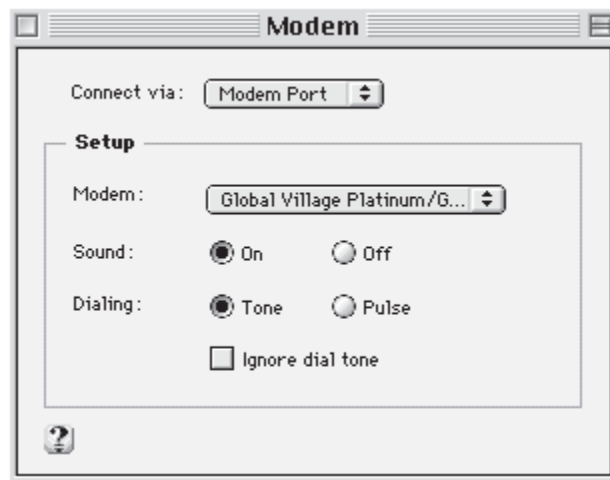 Modem
Connect via: Modem Port
Setup
Modem: Global Village Platinum/G...
Sound: On Off
Dialing: Tone Pulse
Ignore dial tone
?